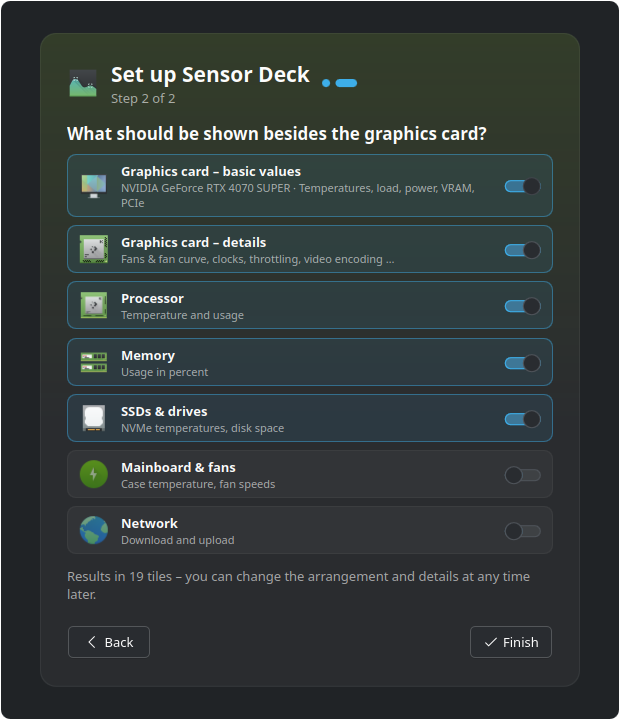 Set up Sensor Deck
Step 2 of 2
What should be shown besides the graphics card?
Graphics card – basic values
NVIDIA GeForce RTX 4070 SUPER · Temperatures, load, power, VRAM,
PCIe
Graphics card – details
Fans & fan curve, clocks, throttling, video encoding ...
Processor
Temperature and usage
Memory
Usage in percent
SSDs & drives
NVMe temperatures, disk space
Mainboard & fans
Case temperature, fan speeds
Network
Download and upload
Results in 19 tiles – you can change the arrangement and details at any time
later.
Back
Finish